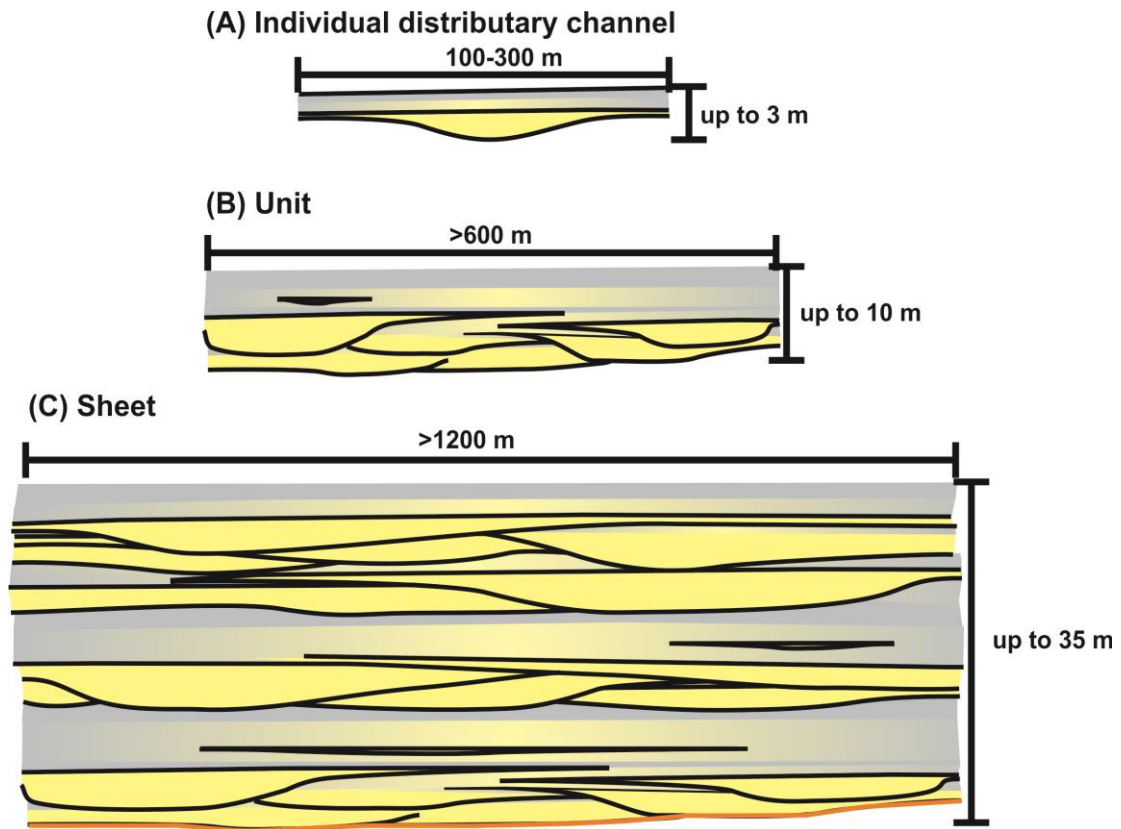 (A) Individual distributary channel
100-300 m
up to 3 m
(B) Unit
>600 m
up to 10 m
(C) Sheet
>1200 m
up to 35 m